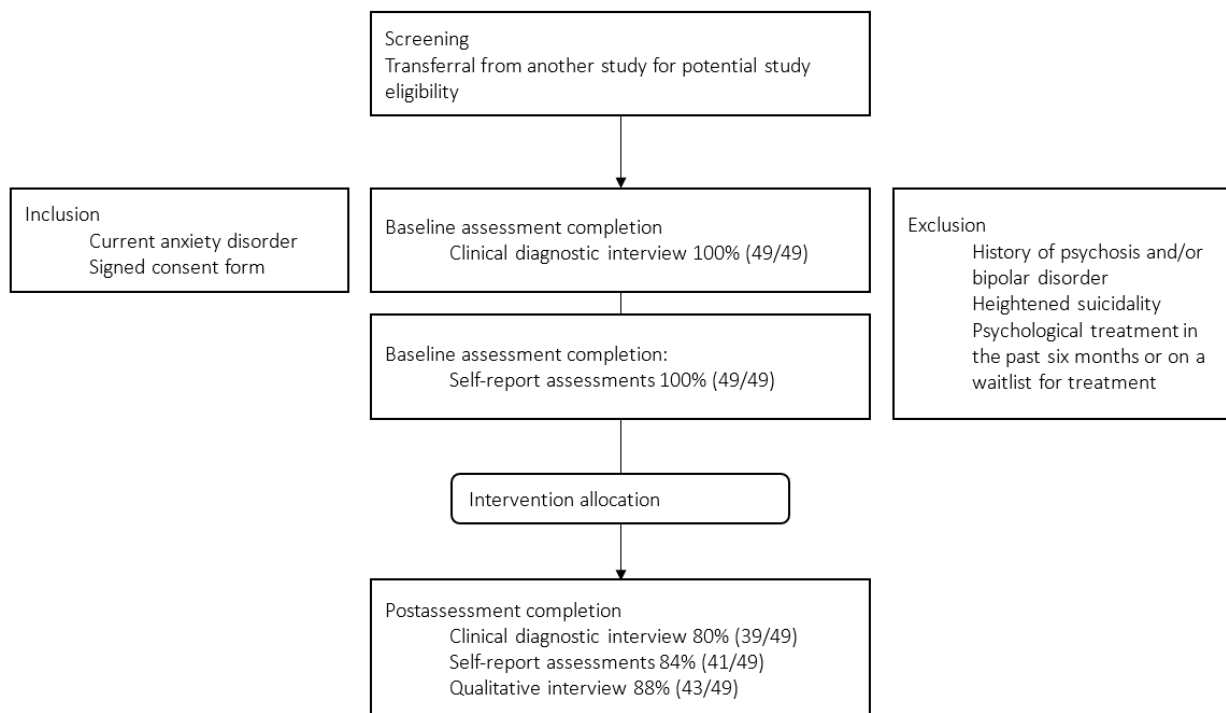 Screening
Transferral from another study for potential study
eligibility
Inclusion
Current anxiety disorder
Signed consent form
Baseline assessment completion
Clinical diagnostic interview 100% (49/49)
Exclusion
History of psychosis and/or
bipolar disorder
Heightened suicidality
Psychological treatment in
the past six months or on a
waitlist for treatment
Baseline assessment completion:
Self-report assessments 100% (49/49)
Intervention allocation
Postassessment completion
Clinical diagnostic interview 80% (39/49)
Self-report assessments 84% (41/49)
Qualitative interview 88% (43/49)